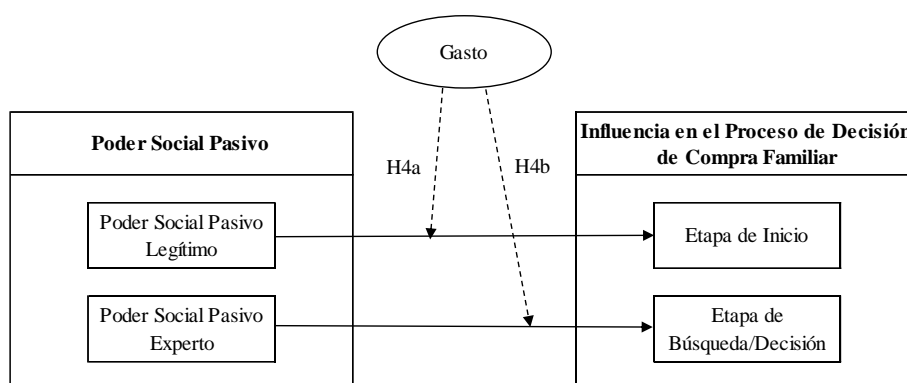 Gasto
Poder Social Pasivo
Influencia en el Proceso de Decisión
de Compra Familiar
H4a
H4b
Poder Social Pasivo
Legítimo
Etapa de Inicio
Poder Social Pasivo
Experto
Etapa de
Búsqueda/Decisión